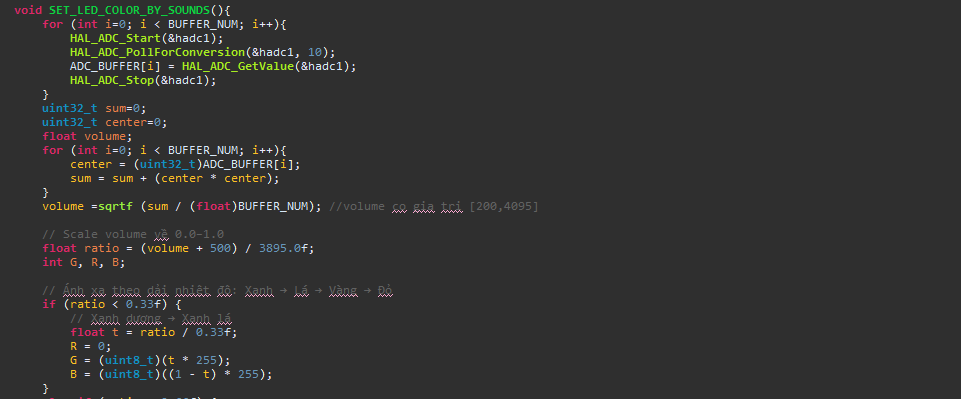 void SET_LED_COLOR_BY_SOUNDS(){
    for (int i=0; i < BUFFER_NUM; i++){
        HAL_ADC_Start(&hadc1);
        HAL_ADC_PollForConversion(&hadc1, 10);
        ADC_BUFFER[i] = HAL_ADC_GetValue(&hadc1);
        HAL_ADC_Stop(&hadc1);
    }
    uint32_t sum=0;
    uint32_t center=0;
    float volume;
    for (int i=0; i < BUFFER_NUM; i++){
        center = (uint32_t)ADC_BUFFER[i];
        sum = sum + (center * center);
    }
    volume =sqrtf (sum / (float)BUFFER_NUM); //volume co gia tri [200,4095]
    // Scale volume về 0.0–1.0
    float ratio = (volume + 500) / 3895.0f;
    int G, R, B;
    // Ánh xạ theo dải nhiệt độ: Xanh → Lá → Vàng → Đỏ
    if (ratio < 0.33f) {
        // Xanh dương → Xanh lá
        float t = ratio / 0.33f;
        R = 0;
        G = (uint8_t)(t * 255);
        B = (uint8_t)((1 - t) * 255);
    }